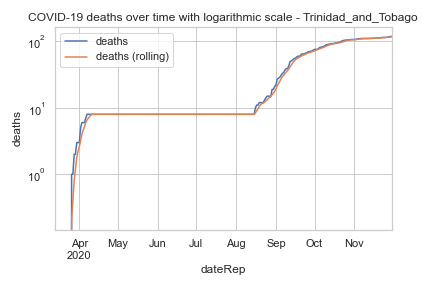 COVID-19 deaths over time with logarithmic scale - Trinidad_and_Tobago
deaths
deaths (rolling)
10²
10¹
10⁰
deaths
Apr May Jun Jul Aug Sep Oct Nov
2020
dateRep